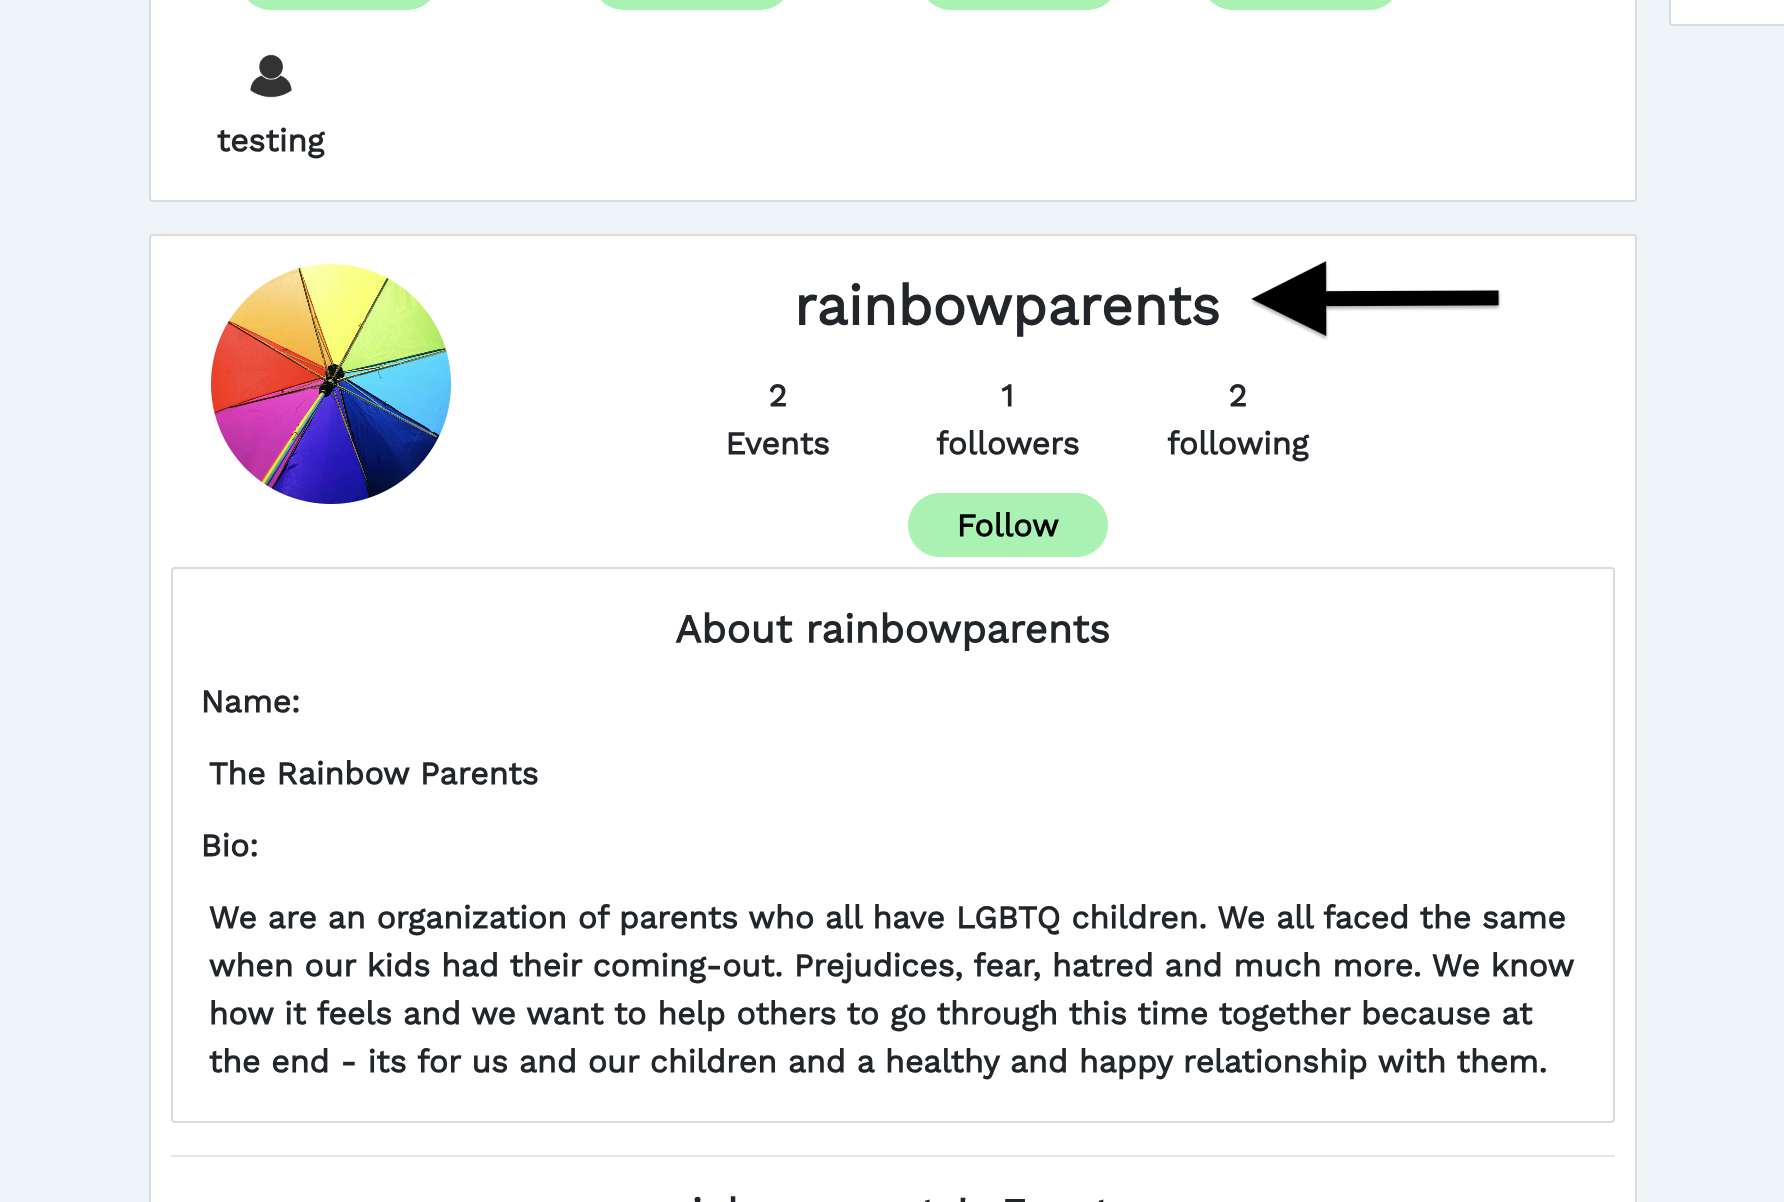 testing
rainbowparents
2 1 2
Events followers following
Follow
About rainbowparents
Name:
The Rainbow Parents
Bio:
We are an organization of parents who all have LGBTQ children. We all faced the same
when our kids had their coming-out. Prejudices, fear, hatred and much more. We know
how it feels and we want to help others to go through this time together because at
the end - its for us and our children and a healthy and happy relationship with them.